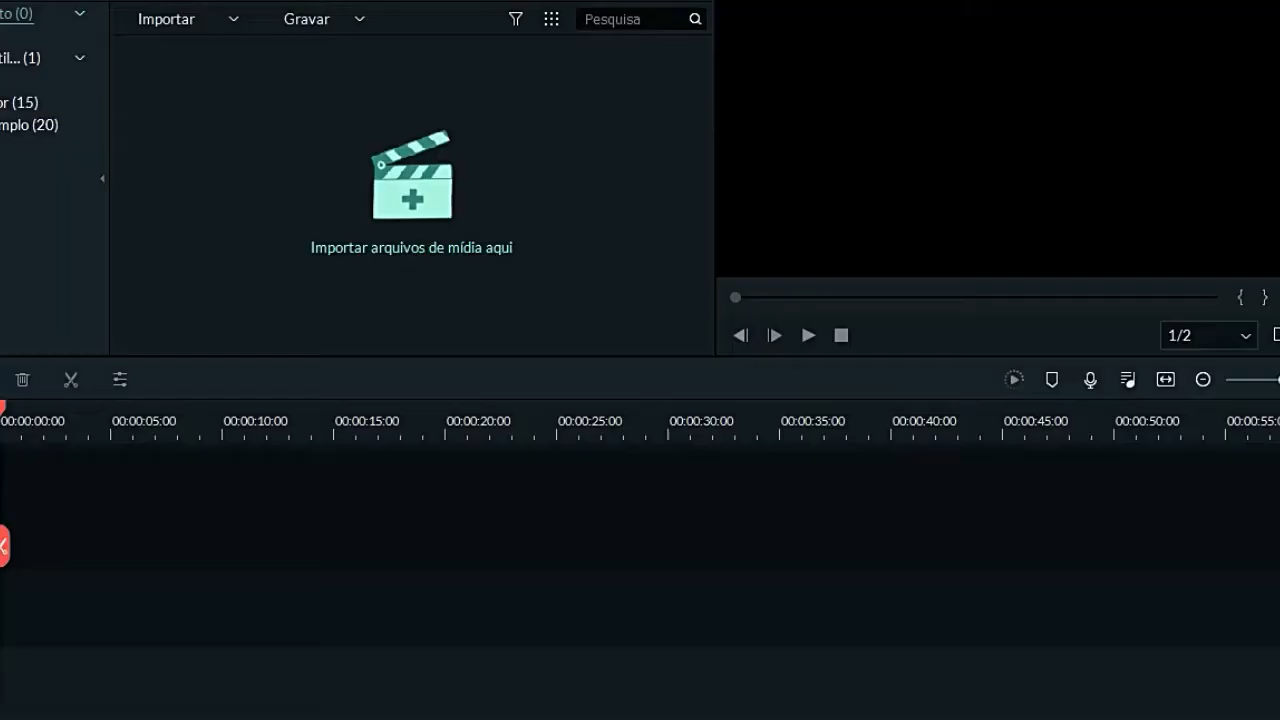 to (0)
Importar
Gravar
Pesquisa
til... (1)
or (15)
mplo (20)
Importar arquivos de mídia aqui
{ }
1/2
00:00:00:00 00:00:05:00 00:00:10:00 00:00:15:00 00:00:20:00 00:00:25:00 00:00:30:00 00:00:35:00 00:00:40:00 00:00:45:00 00:00:50:00 00:00:55:0